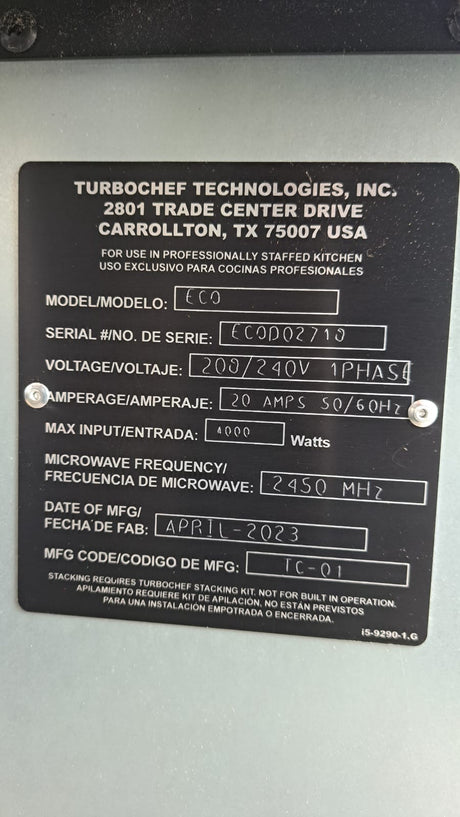 TURBOCHEF TECHNOLOGIES, INC.
2801 TRADE CENTER DRIVE
CARROLLTON, TX 75007 USA
FOR USE IN PROFESSIONALLY STAFFED KITCHEN
USO EXCLUSIVO PARA COCINAS PROFESIONALES
MODEL/MODELO: ECO
SERIAL #/NO. DE SERIE: ECOD02718
VOLTAGE/VOLTAJE: 208/240V 1PHASE
AMPERAGE/AMPERAJE: 20 AMPS 50/60Hz
MAX INPUT/ENTRADA: 4000 Watts
MICROWAVE FREQUENCY/
FRECUENCIA DE MICROWAVE: 2450 MHz
DATE OF MFG/
FECHA DE FAB: APRIL-2023
MFG CODE/CODIGO DE MFG: TC-01
STACKING REQUIRES TURBOCHEF STACKING KIT. NOT FOR BUILT IN OPERATION.
APILAMIENTO REQUIERE KIT DE APILACIÓN. NO ESTÁN PREVISTOS
PARA UNA INSTALACIÓN EMPOTRADA O ENCERRADA.
i5-9290-1.G